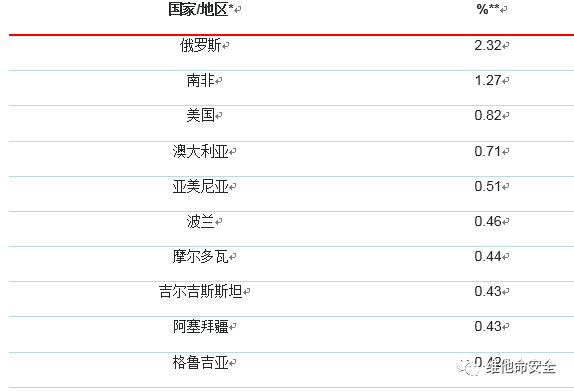 国家/地区* %**
俄罗斯 2.32
南非 1.27
美国 0.82
澳大利亚 0.71
亚美尼亚 0.51
波兰 0.46
摩尔多瓦 0.44
吉尔吉斯斯坦 0.43
阿塞拜疆 0.43
格鲁吉亚 0.42
维他命安全